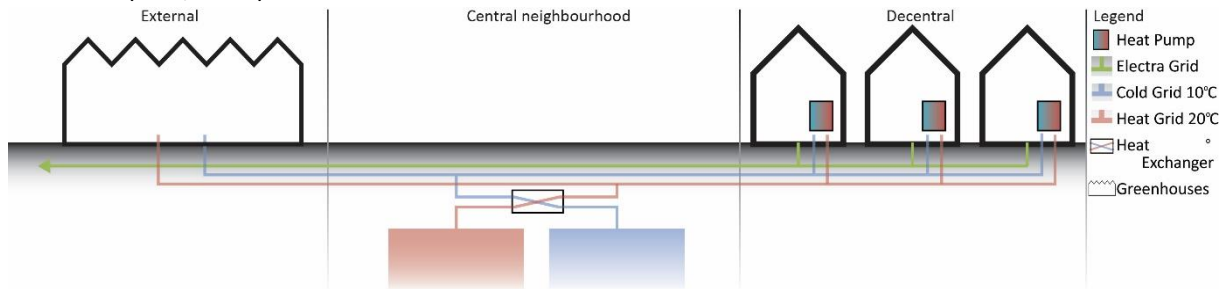 External
Central neighbourhood
Decentral
Legend
Heat Pump
Electra Grid
Cold Grid 10°C
Heat Grid 20°C
Heat °
Exchanger
Greenhouses